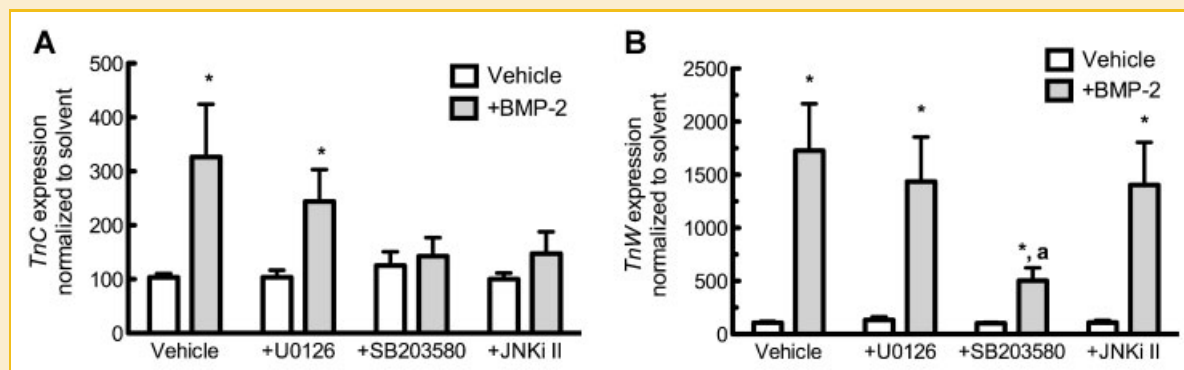 A
TnC expression
normalized to solvent
500
400
300
200
100
0
*
*
Vehicle
+BMP-2
Vehicle
+U0126
+SB203580
+JNKi II
B
TnW expression
normalized to solvent
2500
2000
1500
1000
500
0
*
*
*, a
*
Vehicle
+BMP-2
Vehicle
+U0126
+SB203580
+JNKi II